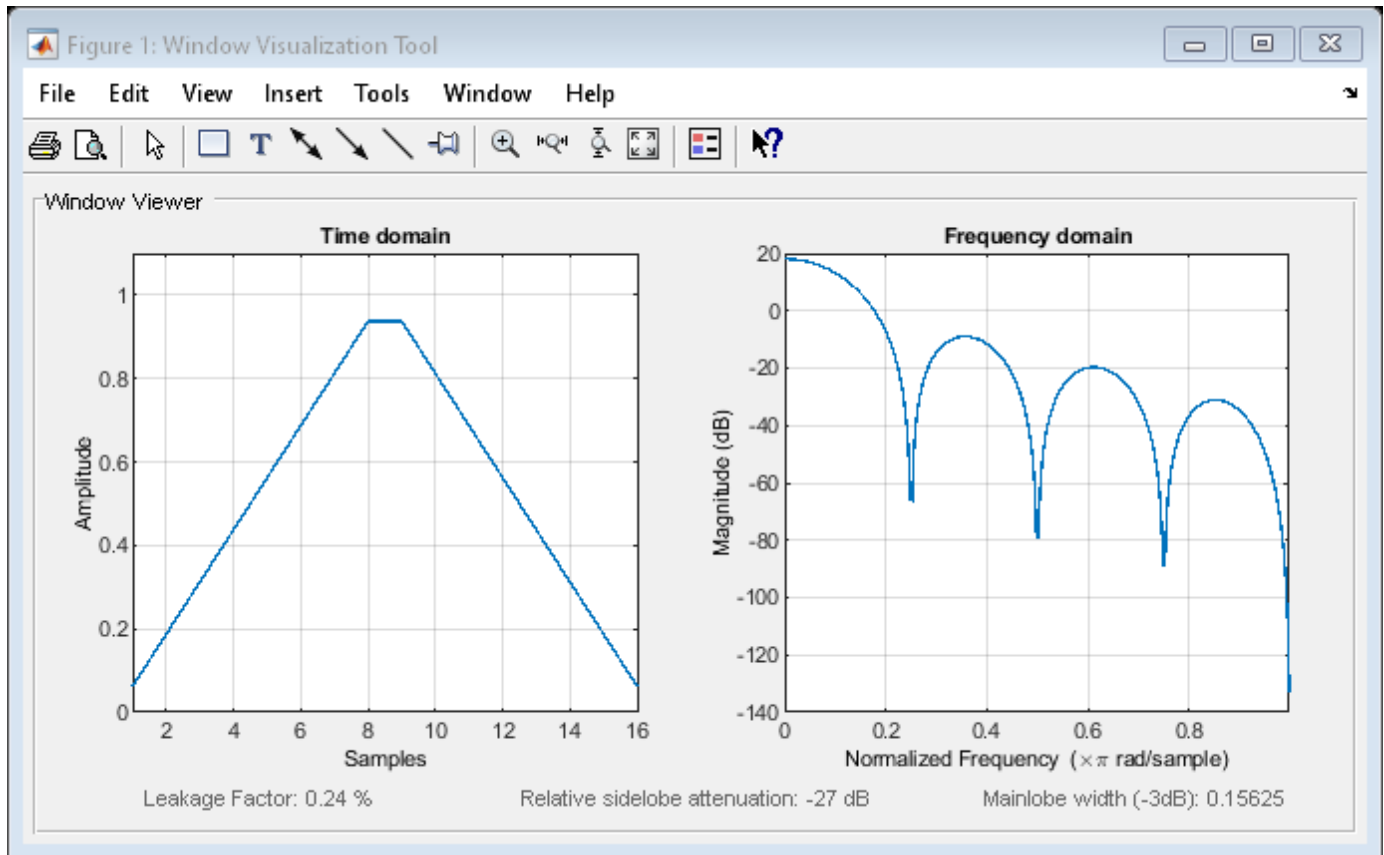 Figure 1: Window Visualization Tool
File Edit View Insert Tools Window Help
T
?
Window Viewer
Time domain
1
0.8
0.6
0.4
0.2
0
2 4 6 8 10 12 14 16
Amplitude
Samples
Frequency domain
20
0
-20
-40
-60
-80
-100
-120
-140
0 0.2 0.4 0.6 0.8
Magnitude (dB)
Normalized Frequency (×π rad/sample)
Leakage Factor: 0.24 %
Relative sidelobe attenuation: -27 dB
Mainlobe width (-3dB): 0.15625